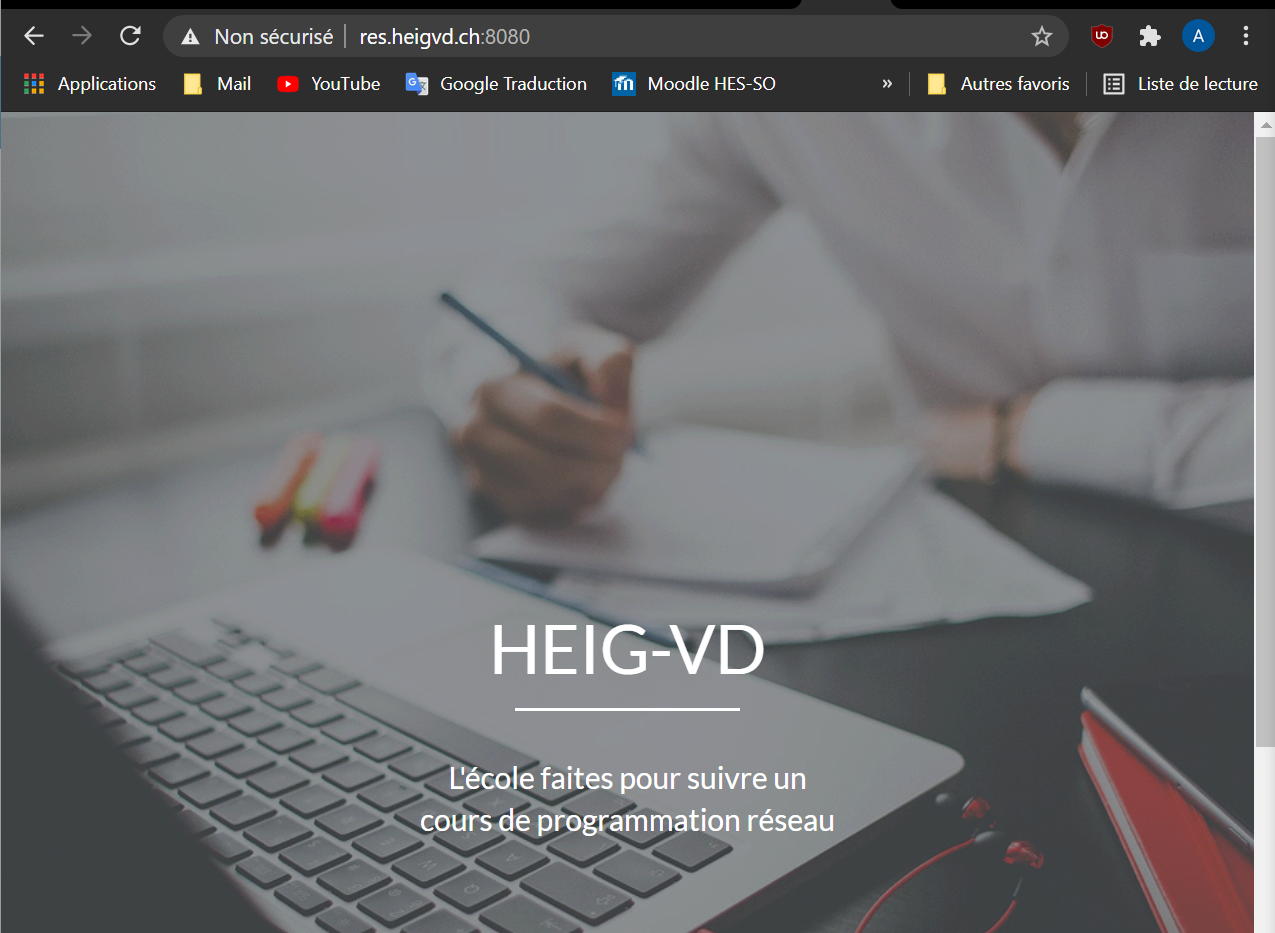 Non sécurisé res.heigvd.ch:8080 A
Applications Mail YouTube Google Traduction Moodle HES-SO » Autres favoris Liste de lecture
HEIG-VD
L'école faites pour suivre un
cours de programmation réseau